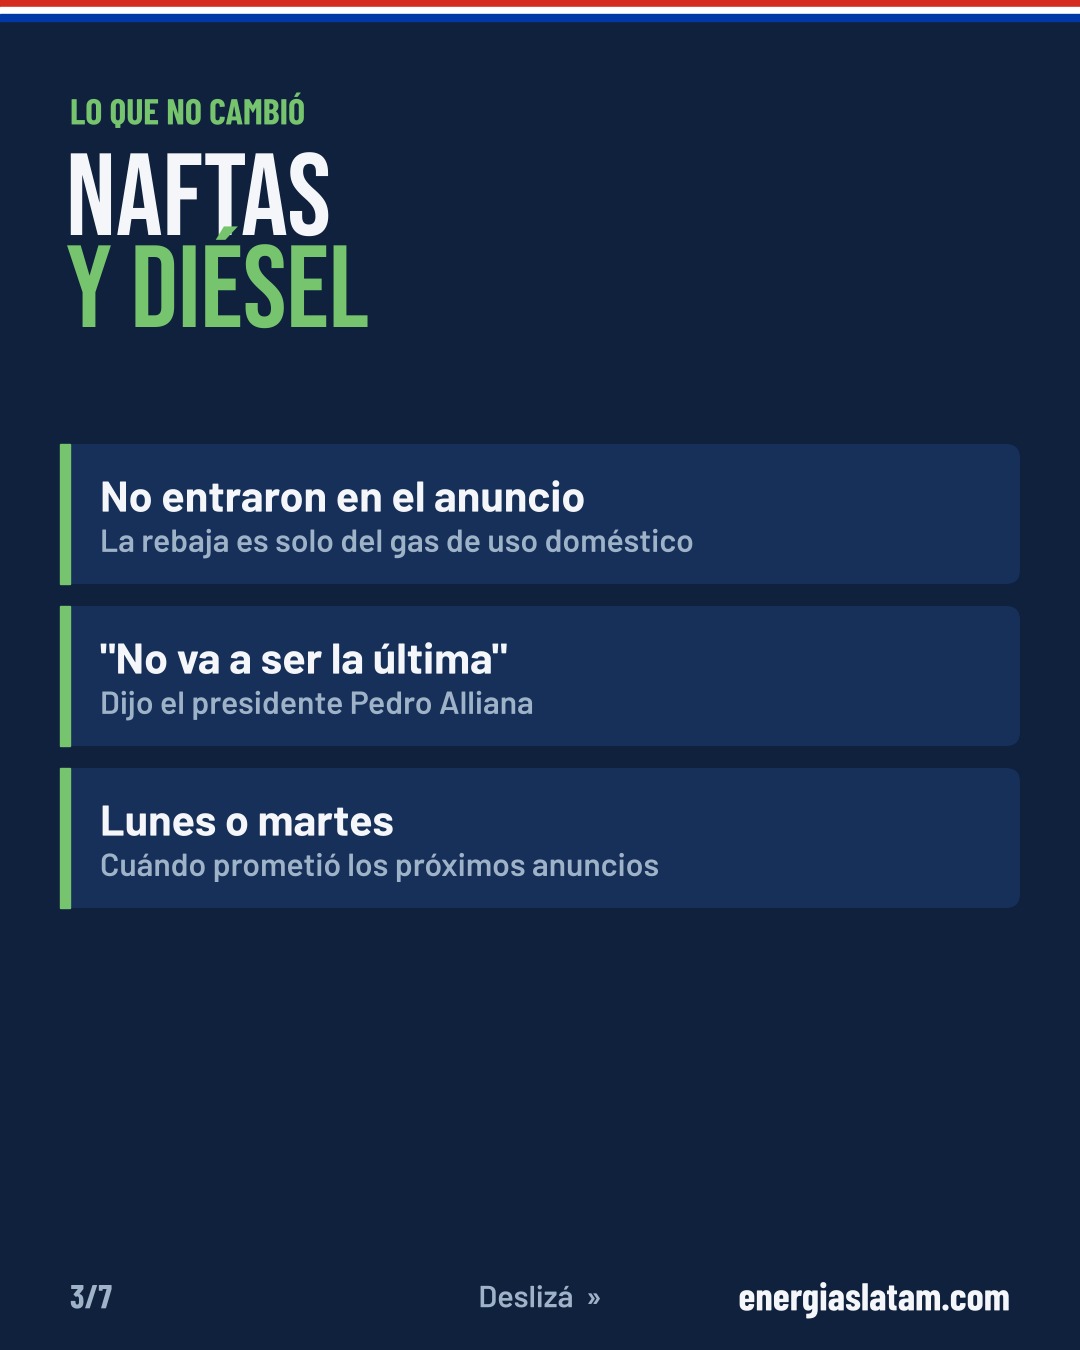 LO QUE NO CAMBIÓ
NAFTAS
Y DIÉSEL
No entraron en el anuncio
La rebaja es solo del gas de uso doméstico
"No va a ser la última"
Dijo el presidente Pedro Alliana
Lunes o martes
Cuándo prometió los próximos anuncios
3/7
Deslizá »
energiaslatam.com